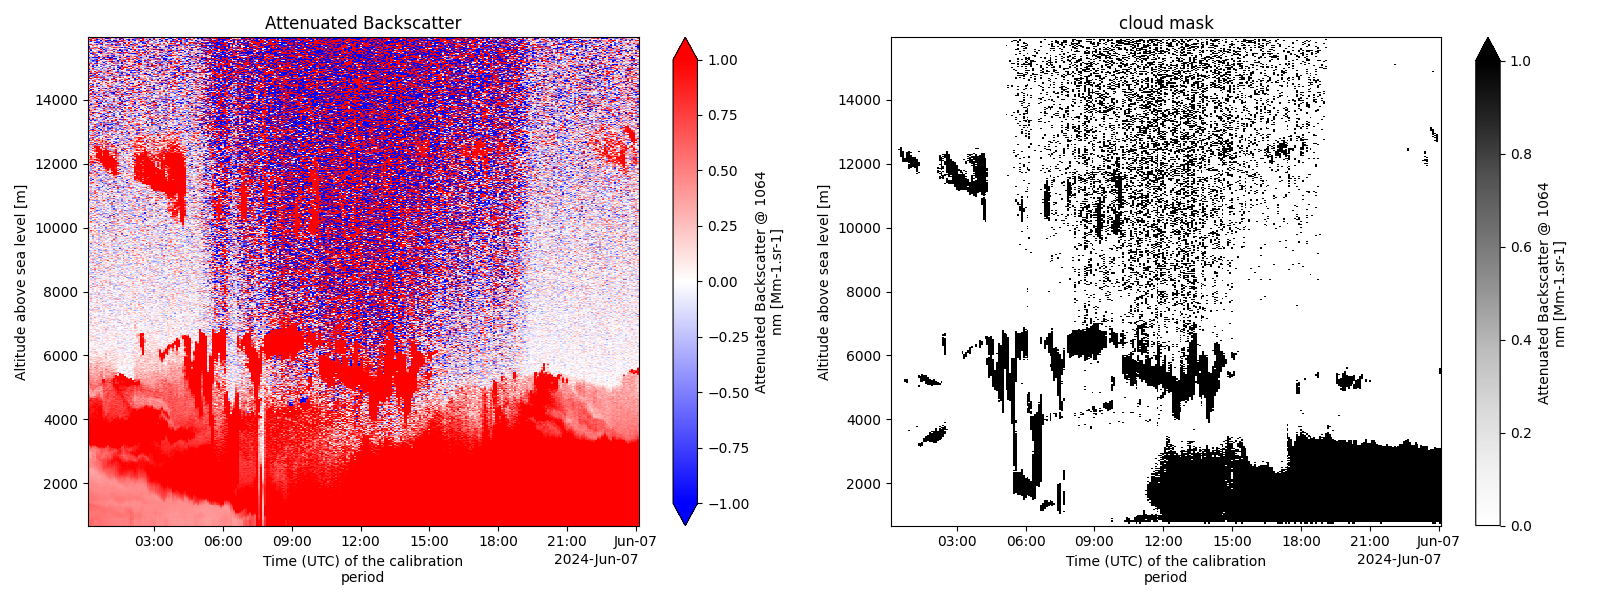 Attenuated Backscatter
14000
12000
10000
8000
6000
4000
2000
Altitude above sea level [m]
03:00 06:00 09:00 12:00 15:00 18:00 21:00 Jun-07
2024-Jun-07
Time (UTC) of the calibration
period
1.00
0.75
0.50
0.25
0.00
−0.25
−0.50
−0.75
−1.00
Attenuated Backscatter @ 1064
nm [Mm-1.sr-1]
cloud mask
14000
12000
10000
8000
6000
4000
2000
Altitude above sea level [m]
03:00 06:00 09:00 12:00 15:00 18:00 21:00 Jun-07
2024-Jun-07
Time (UTC) of the calibration
period
1.0
0.8
0.6
0.4
0.2
0.0
Attenuated Backscatter @ 1064
nm [Mm-1.sr-1]